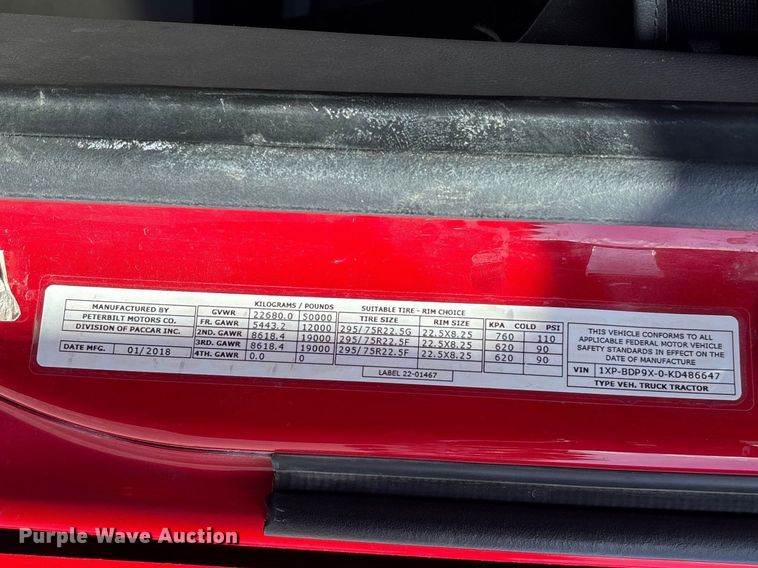 MANUFACTURED BY
PETERBILT MOTORS CO.
DIVISION OF PACCAR INC.
DATE MFG. 01/2018
KILOGRAMS / POUNDS
GVWR 22680.0 50000
FR. GAWR 5443.2 12000
2ND. GAWR 8618.4 19000
3RD. GAWR 8618.4 19000
4TH. GAWR 0.0 0
SUITABLE TIRE - RIM CHOICE
TIRE SIZE RIM SIZE KPA COLD PSI
295/75R22.5G 22.5X8.25 760 110
295/75R22.5F 22.5X8.25 620 90
295/75R22.5F 22.5X8.25 620 90
LABEL 22-01467
THIS VEHICLE CONFORMS TO ALL
APPLICABLE FEDERAL MOTOR VEHICLE
SAFETY STANDARDS IN EFFECT ON THE
DATE OF MANUFACTURE
VIN 1XP-BDP9X-0-KD486647
TYPE VEH. TRUCK TRACTOR
Purple Wave Auction